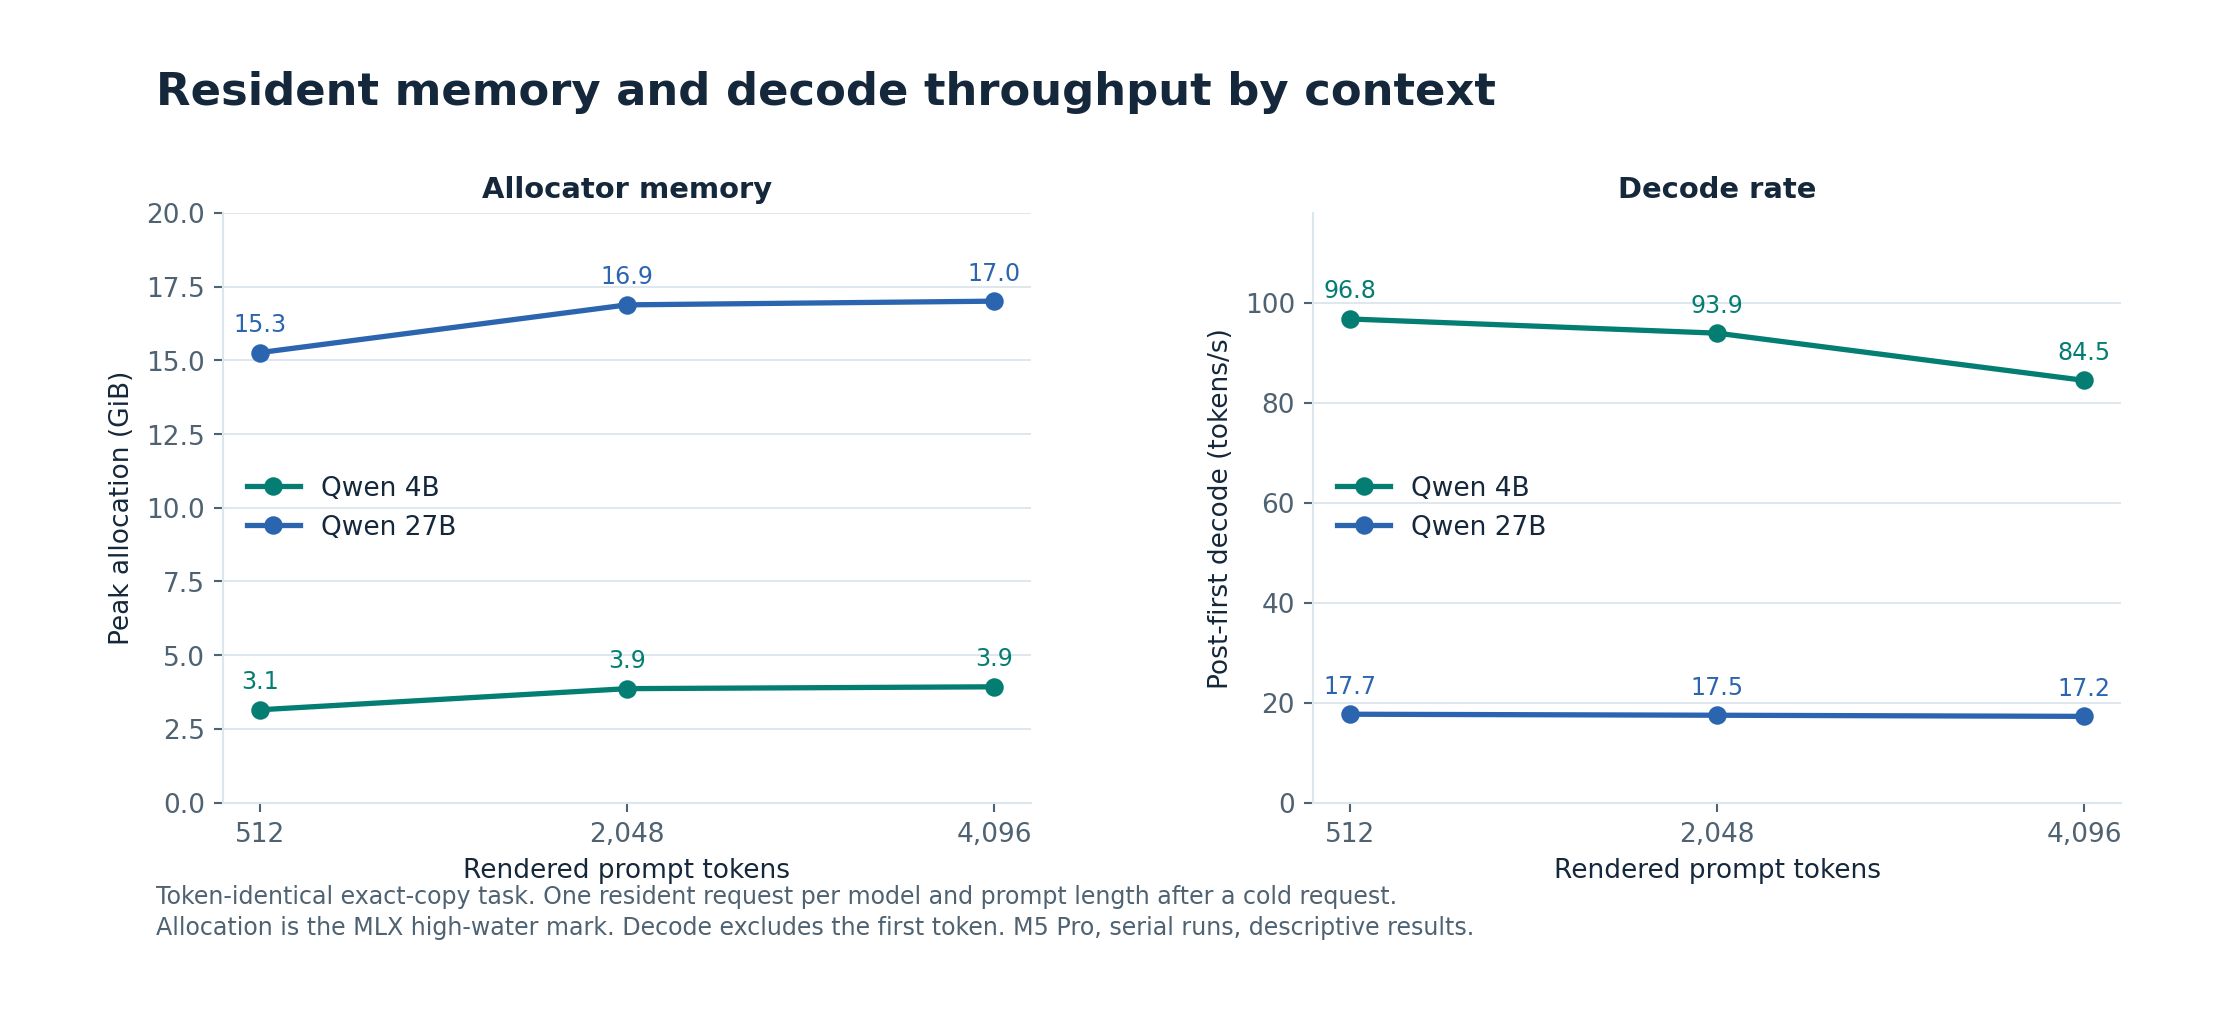 Resident memory and decode throughput by context
Allocator memory
Peak allocation (GiB)
20.0
17.5
15.0
12.5
10.0
7.5
5.0
2.5
0.0
15.3
16.9
17.0
Qwen 4B
Qwen 27B
3.1
3.9
3.9
512
2,048
4,096
Rendered prompt tokens
Decode rate
Post-first decode (tokens/s)
100
80
60
40
20
0
96.8
93.9
84.5
Qwen 4B
Qwen 27B
17.7
17.5
17.2
512
2,048
4,096
Rendered prompt tokens
Token-identical exact-copy task. One resident request per model and prompt length after a cold request.
Allocation is the MLX high-water mark. Decode excludes the first token. M5 Pro, serial runs, descriptive results.